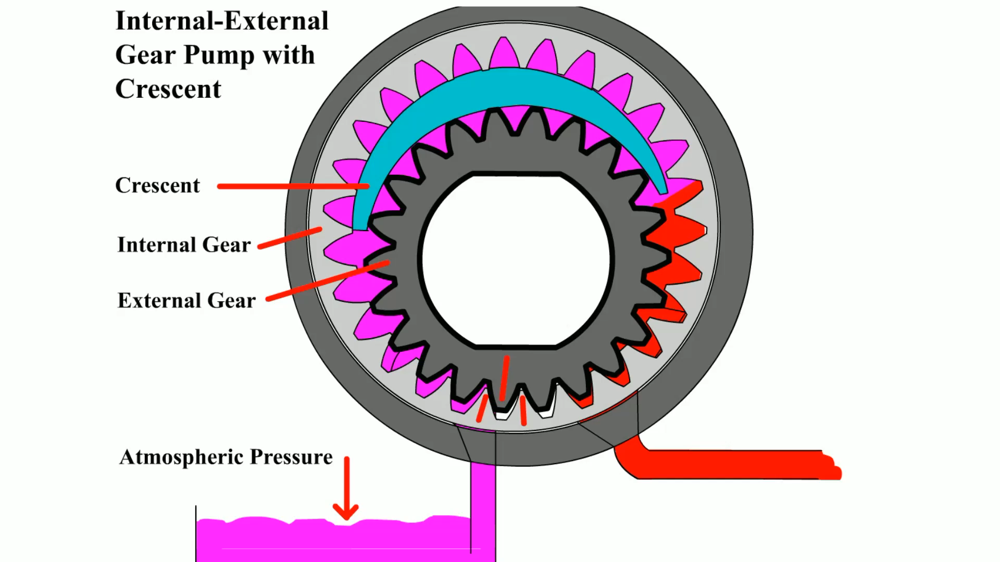 Internal-External
Gear Pump with
Crescent
Crescent
Internal Gear
External Gear
Atmospheric Pressure